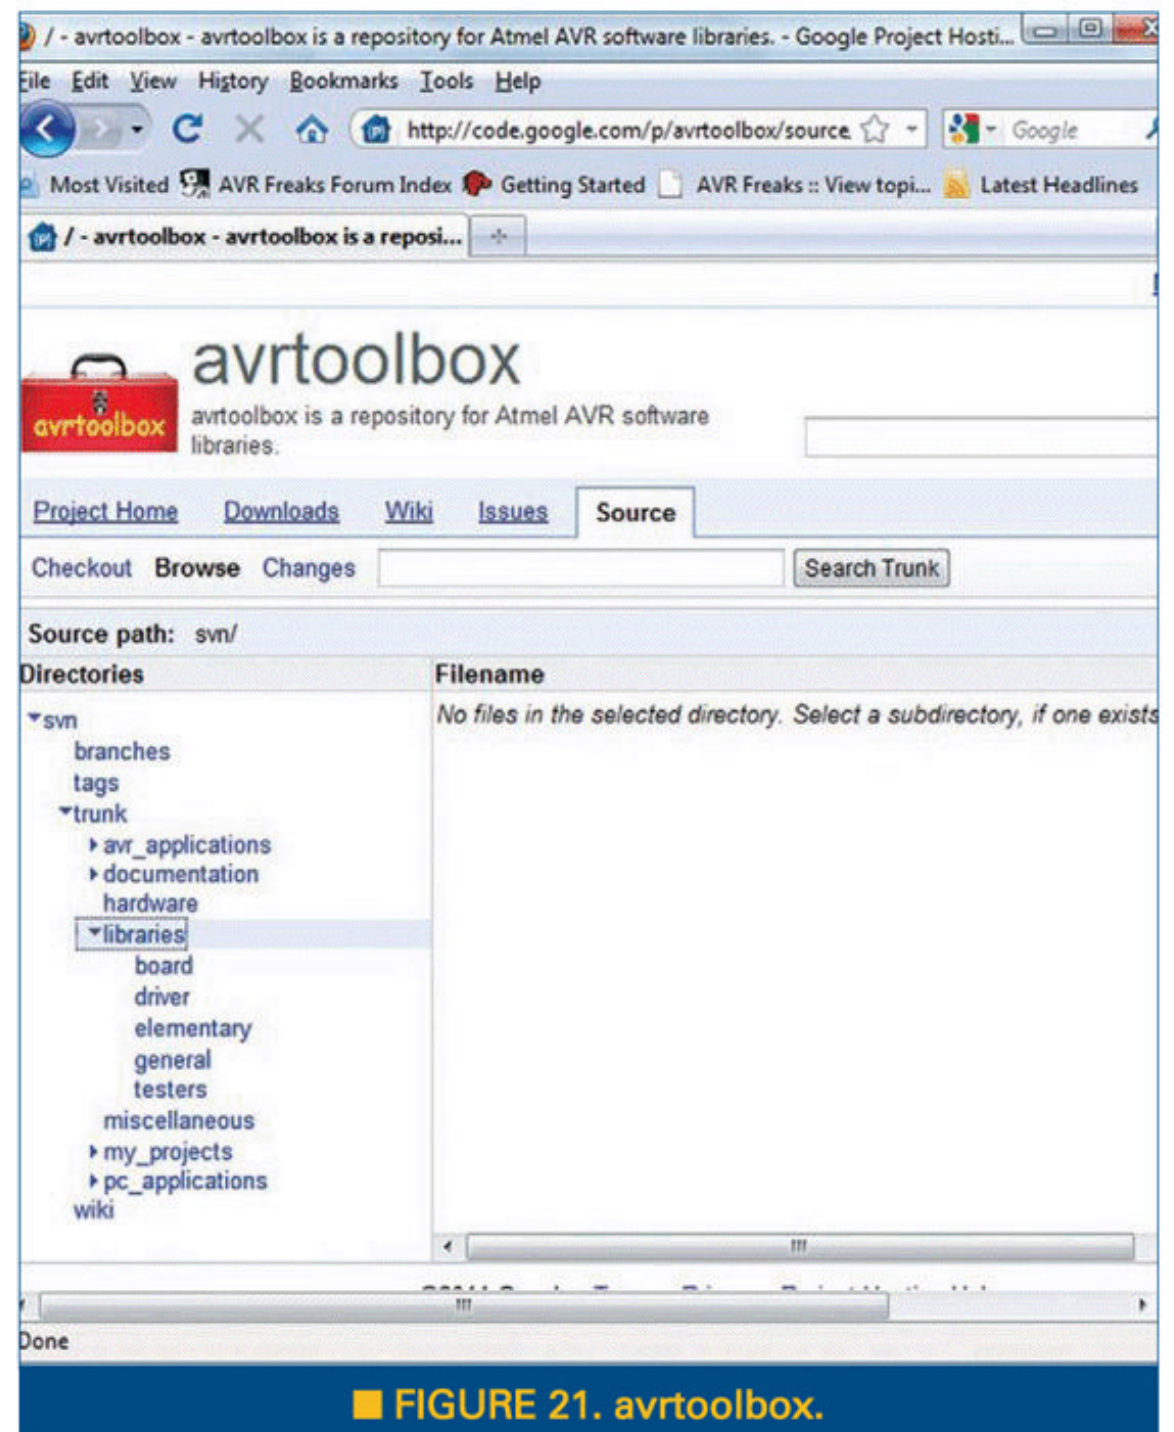 / - avrtoolbox - avrtoolbox is a repository for Atmel AVR software libraries. - Google Project Hosti...
File Edit View History Bookmarks Tools Help
http://code.google.com/p/avrtoolbox/source Google
Most Visited AVR Freaks Forum Index Getting Started AVR Freaks :: View topi... Latest Headlines
/ - avrtoolbox - avrtoolbox is a reposi...
avrtoolbox
avrtoolbox
avrtoolbox is a repository for Atmel AVR software
libraries.
Project Home Downloads Wiki Issues Source
Checkout Browse Changes Search Trunk
Source path: svn/
Directories Filename
svn No files in the selected directory. Select a subdirectory, if one exists
branches
tags
trunk
avr_applications
documentation
hardware
libraries
board
driver
elementary
general
testers
miscellaneous
my_projects
pc_applications
wiki
Done
FIGURE 21. avrtoolbox.